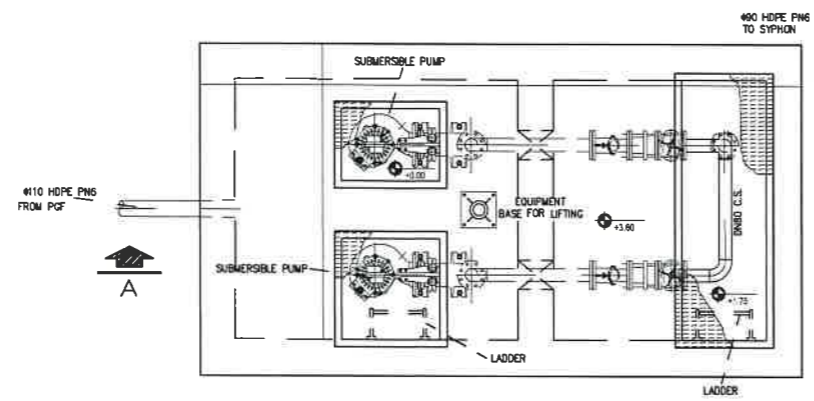 Φ90 HDPE PN6
TO SYPHON
SUBMERSIBLE PUMP
±0.00
Φ110 HDPE PN6
FROM PGF
EQUIPMENT
BASE FOR LIFTING
+3.60
DN80 C.S.
A
SUBMERSIBLE PUMP
+1.75
LADDER
LADDER